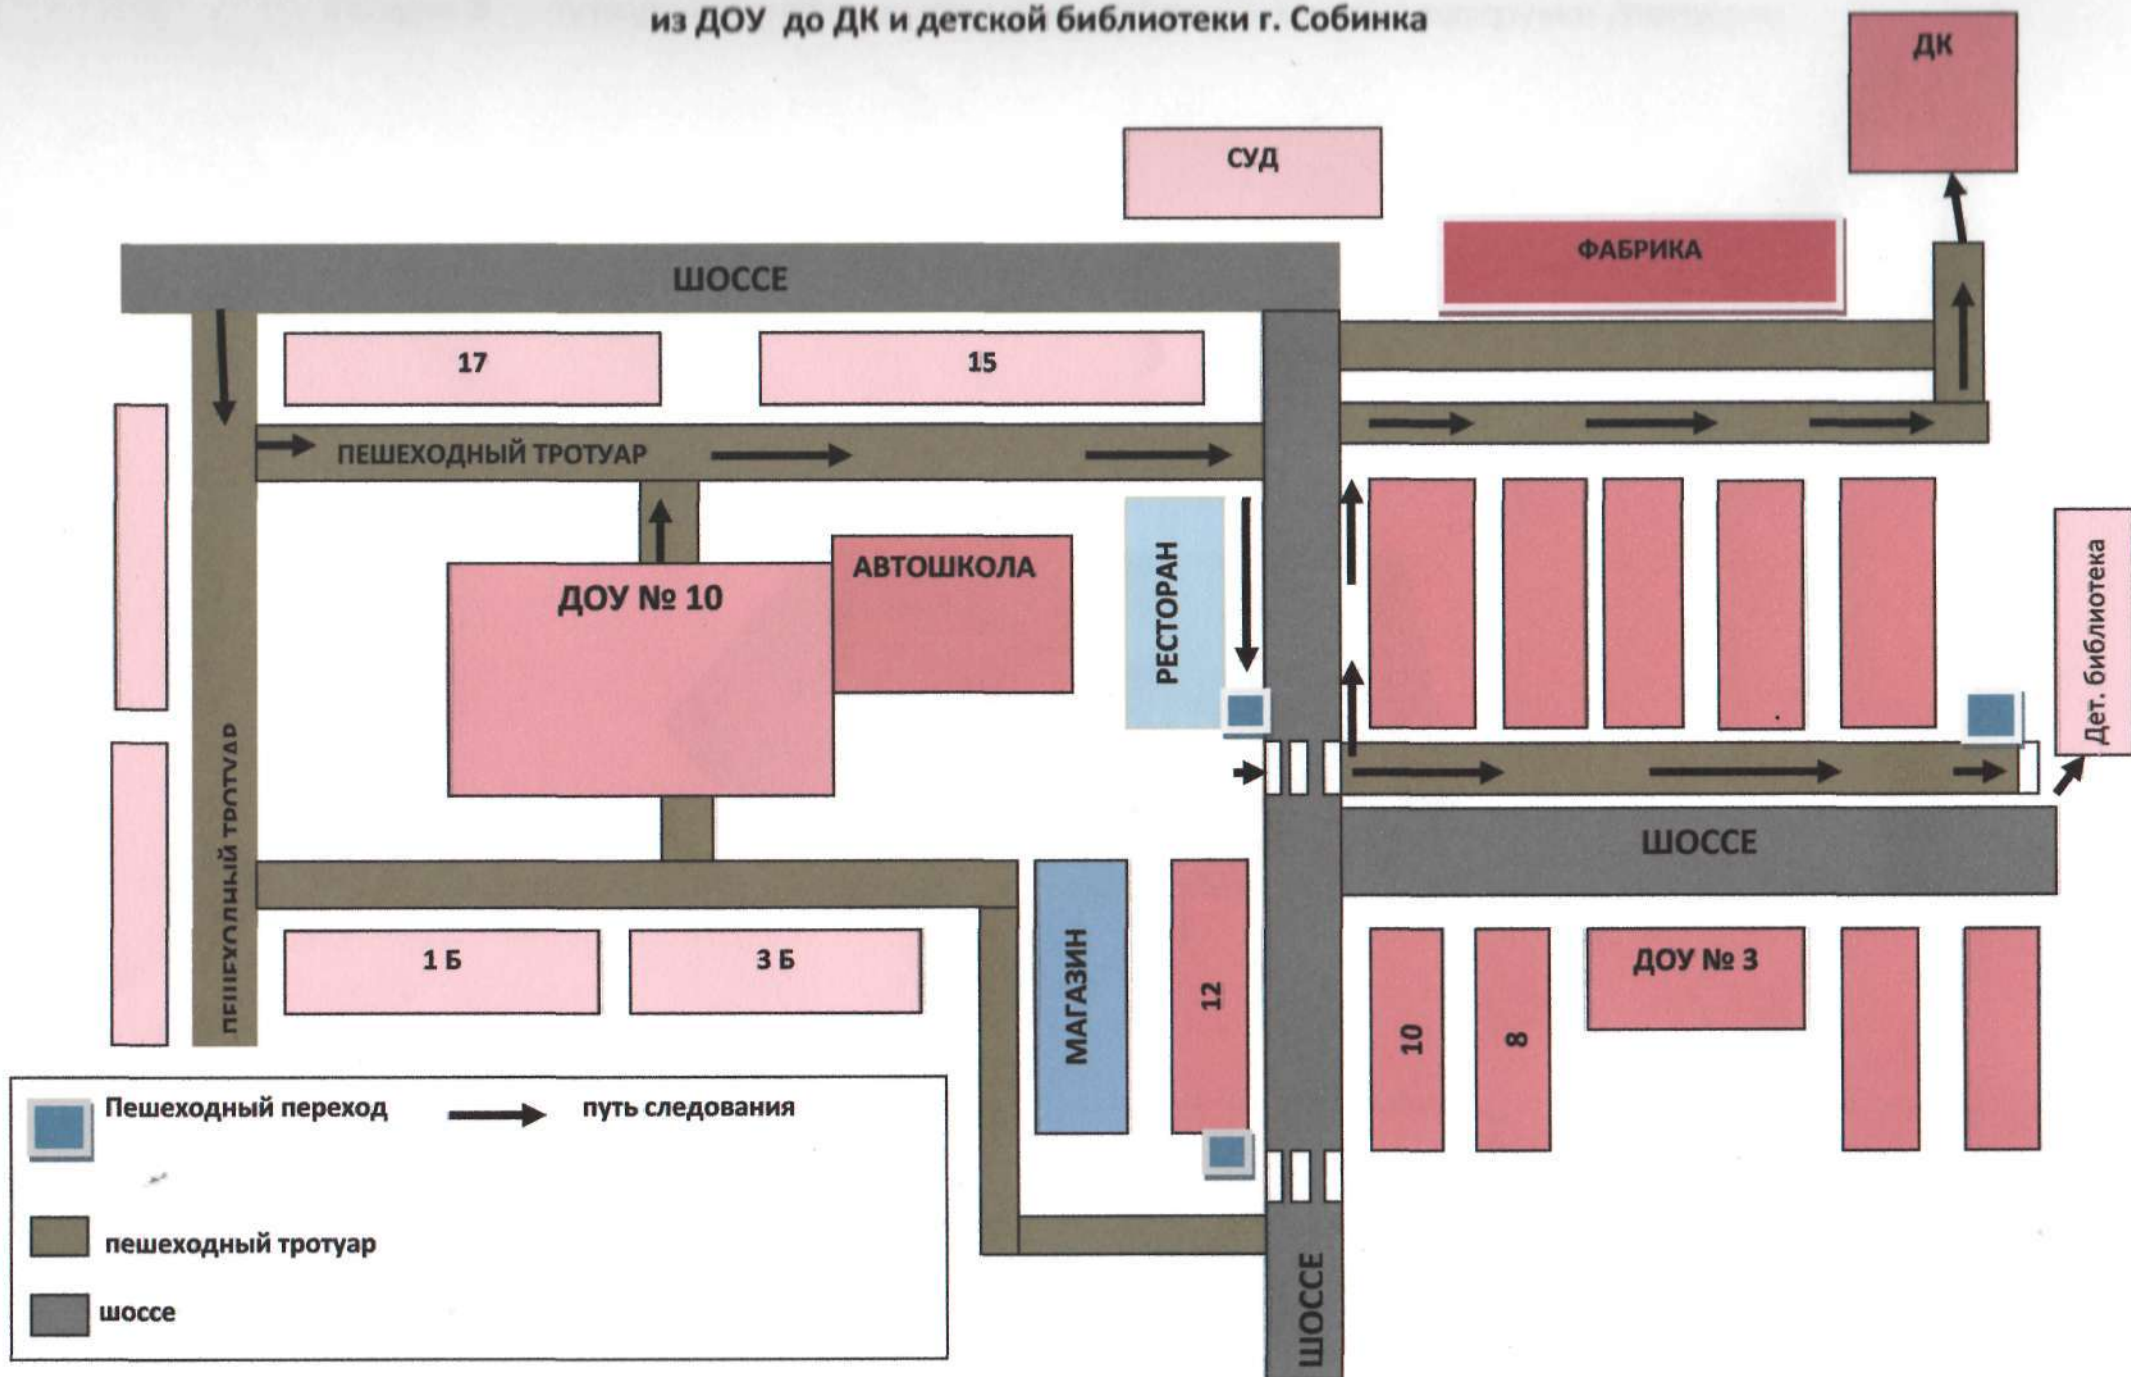 из ДОУ до ДК и детской библиотеки г. Собинка
ДК
СУД
ФАБРИКА
ШОССЕ
17
15
ПЕШЕХОДНЫЙ ТРОТУАР
ДОУ № 10
АВТОШКОЛА
РЕСТОРАН
Дет. библиотека
ПЕШЕХОДНЫЙ ТРОТУАР
ШОССЕ
1 Б
3 Б
МАГАЗИН
12
10
8
ДОУ № 3
ШОССЕ
Пешеходный переход
путь следования
пешеходный тротуар
шоссе